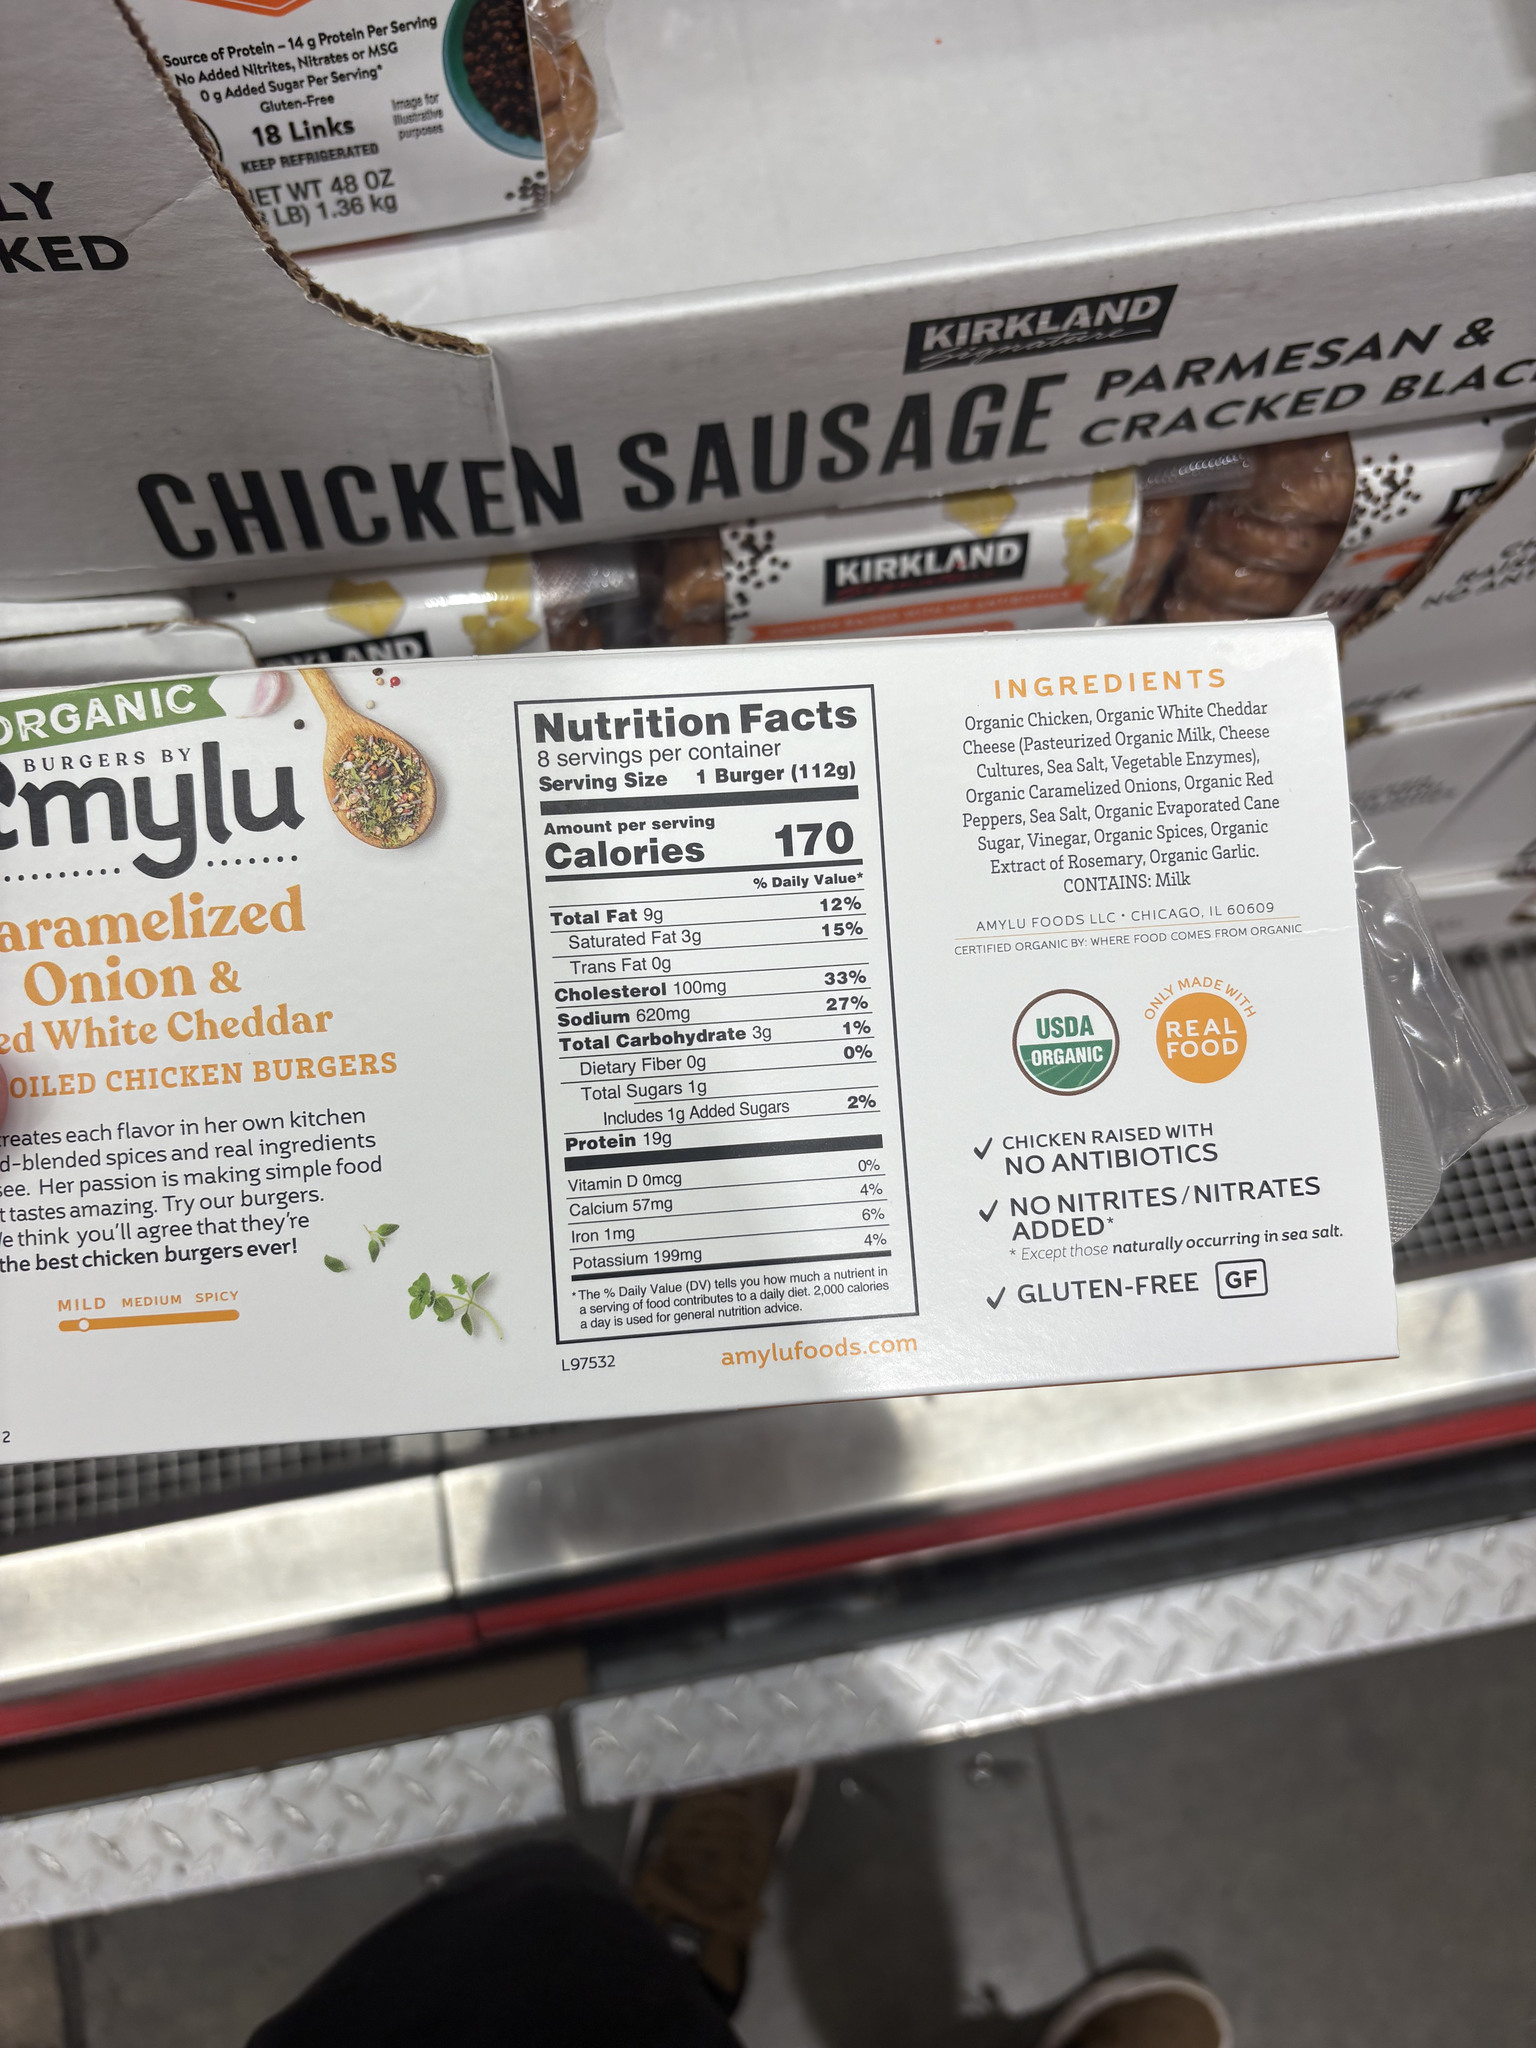 Source of Protein – 14 g Protein Per Serving
No Added Nitrites, Nitrates or MSG
0 g Added Sugar Per Serving*
Gluten-Free
18 Links
KEEP REFRIGERATED
ET WT 48 OZ
LB) 1.36 kg
Image for
illustrative
purposes
LY
KED
KIRKLAND
Signature
CHICKEN SAUSAGE
PARMESAN &
CRACKED BLAC
KIRKLAND
KLAND
ORGANIC
BURGERS BY
amylu
aramelized
Onion &
ed White Cheddar
OILED CHICKEN BURGERS
reates each flavor in her own kitchen
d-blended spices and real ingredients
see. Her passion is making simple food
t tastes amazing. Try our burgers.
e think you'll agree that they're
the best chicken burgers ever!
MILD MEDIUM SPICY
2
Nutrition Facts
8 servings per container
Serving Size 1 Burger (112g)
Amount per serving
Calories 170
% Daily Value*
Total Fat 9g 12%
Saturated Fat 3g 15%
Trans Fat 0g
Cholesterol 100mg 33%
Sodium 620mg 27%
Total Carbohydrate 3g 1%
Dietary Fiber 0g 0%
Total Sugars 1g
Includes 1g Added Sugars 2%
Protein 19g
Vitamin D 0mcg 0%
Calcium 57mg 4%
Iron 1mg 6%
Potassium 199mg 4%
*The % Daily Value (DV) tells you how much a nutrient in
a serving of food contributes to a daily diet. 2,000 calories
a day is used for general nutrition advice.
L97532
amylufoods.com
INGREDIENTS
Organic Chicken, Organic White Cheddar
Cheese (Pasteurized Organic Milk, Cheese
Cultures, Sea Salt, Vegetable Enzymes),
Organic Caramelized Onions, Organic Red
Peppers, Sea Salt, Organic Evaporated Cane
Sugar, Vinegar, Organic Spices, Organic
Extract of Rosemary, Organic Garlic.
CONTAINS: Milk
AMYLU FOODS LLC • CHICAGO, IL 60609
CERTIFIED ORGANIC BY: WHERE FOOD COMES FROM ORGANIC
USDA
ORGANIC
ONLY MADE WITH
REAL
FOOD
CHICKEN RAISED WITH
NO ANTIBIOTICS
NO NITRITES/NITRATES
ADDED*
* Except those naturally occurring in sea salt.
GLUTEN-FREE GF